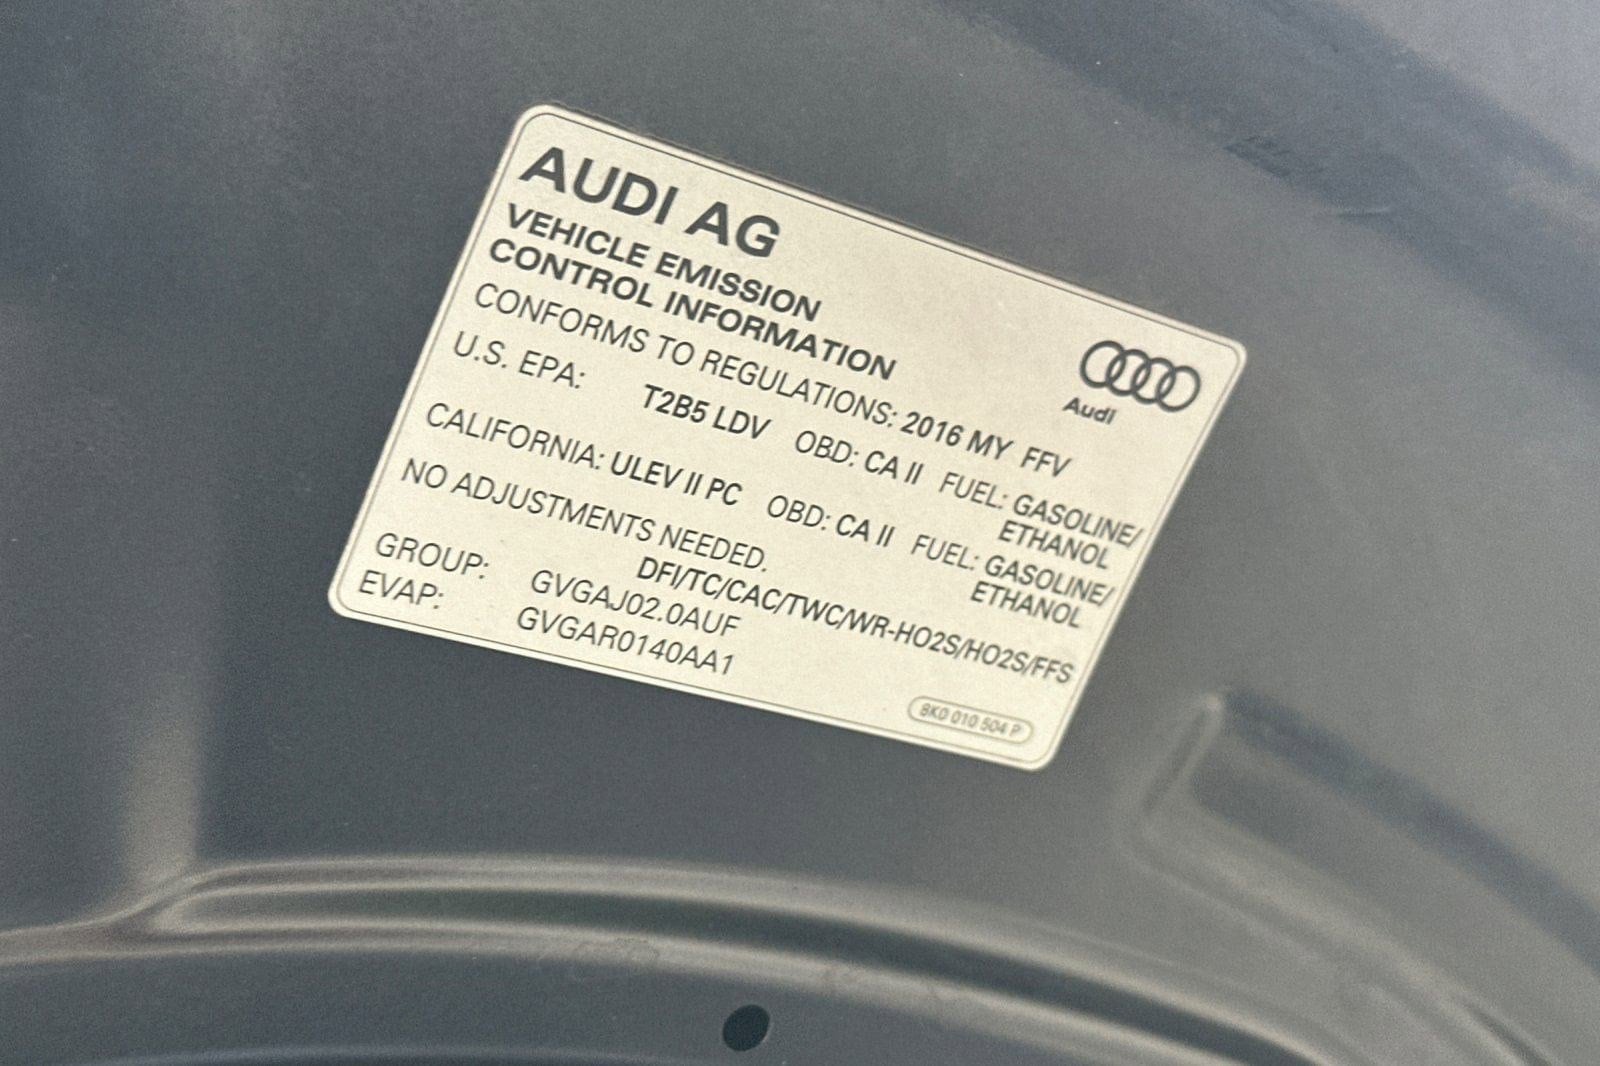 AUDI AG
VEHICLE EMISSION
CONTROL INFORMATION
Audi
CONFORMS TO REGULATIONS: 2016 MY FFV
U.S. EPA: T2B5 LDV OBD: CA II FUEL: GASOLINE/
ETHANOL
CALIFORNIA: ULEV II PC OBD: CA II FUEL: GASOLINE/
ETHANOL
NO ADJUSTMENTS NEEDED.
DFI/TC/CAC/TWC/WR-HO2S/HO2S/FFS
GROUP: GVGAJ02.0AUF
EVAP: GVGAR0140AA1
8K0 010 504 P